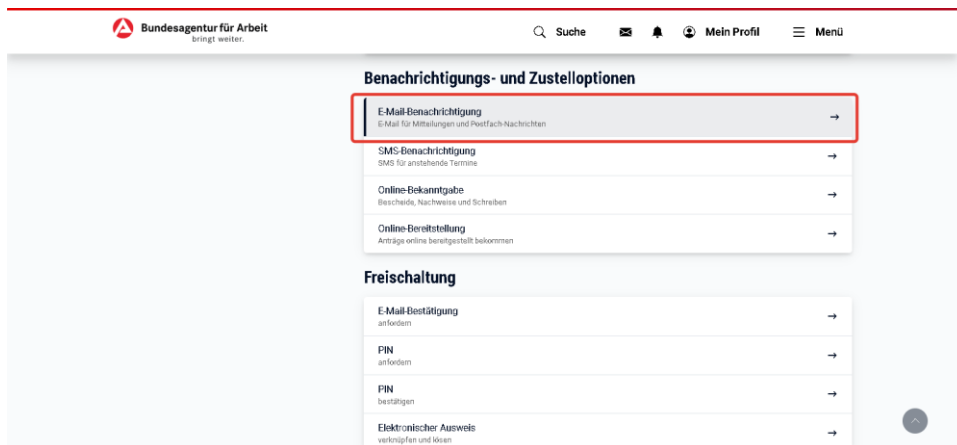 Bundesagentur für Arbeit
bringt weiter.
Suche
Mein Profil
Menü
Benachrichtigungs- und Zustelloptionen
E-Mail-Benachrichtigung
E-Mail für Mitteilungen und Postfach-Nachrichten
SMS-Benachrichtigung
SMS für anstehende Termine
Online-Bekanntgabe
Bescheide, Nachweise und Schreiben
Online-Bereitstellung
Anträge online bereitgestellt bekommen
Freischaltung
E-Mail-Bestätigung
anfordern
PIN
anfordern
PIN
bestätigen
Elektronischer Ausweis
verknüpfen und lösen